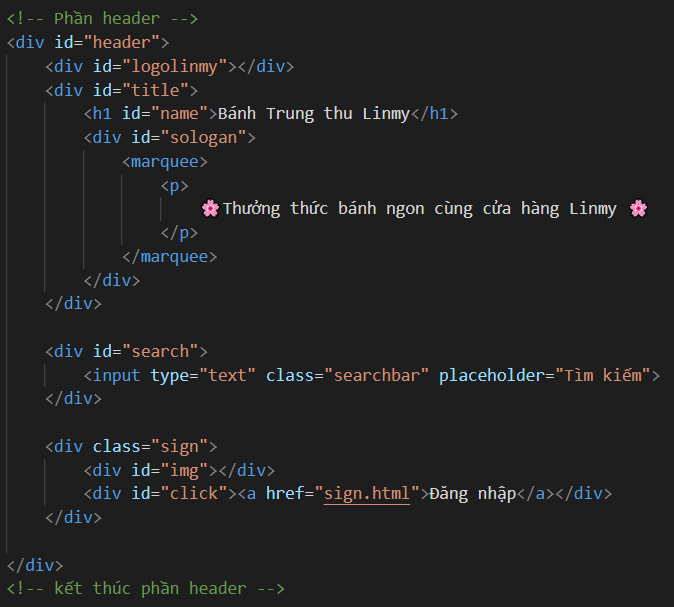 <!-- Phần header -->
<div id="header">
<div id="logolinmy"></div>
<div id="title">
<h1 id="name">Bánh Trung thu Linmy</h1>
<div id="sologan">
<marquee>
<p>
🌸Thưởng thức bánh ngon cùng cửa hàng Linmy 🌸
</p>
</marquee>
</div>
</div>
<div id="search">
<input type="text" class="searchbar" placeholder="Tìm kiếm">
</div>
<div class="sign">
<div id="img"></div>
<div id="click"><a href="sign.html">Đăng nhập</a></div>
</div>
</div>
<!-- kết thúc phần header -->